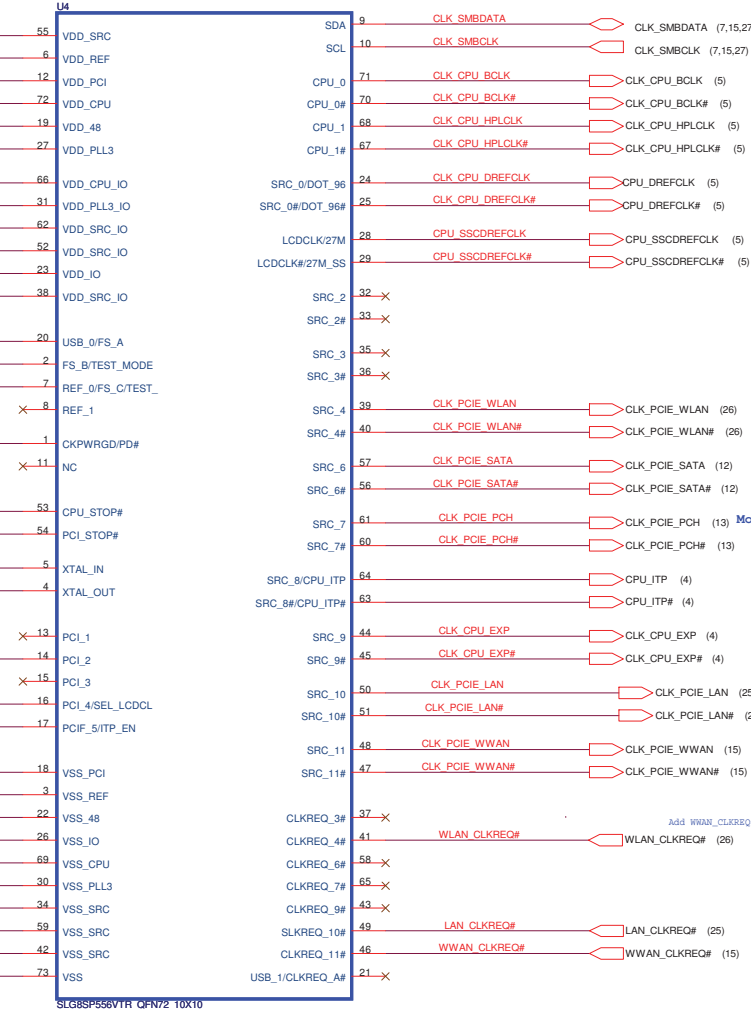 U4
55 VDD_SRC
6 VDD_REF
12 VDD_PCI
72 VDD_CPU
19 VDD_48
27 VDD_PLL3
66 VDD_CPU_IO
31 VDD_PLL3_IO
62 VDD_SRC_IO
52 VDD_SRC_IO
23 VDD_IO
38 VDD_SRC_IO
20 USB_0/FS_A
2 FS_B/TEST_MODE
7 REF_0/FS_C/TEST_
8 REF_1
1 CKPWRGD/PD#
11 NC
53 CPU_STOP#
54 PCI_STOP#
5 XTAL_IN
4 XTAL_OUT
13 PCI_1
14 PCI_2
15 PCI_3
16 PCI_4/SEL_LCDCL
17 PCIF_5/ITP_EN
18 VSS_PCI
3 VSS_REF
22 VSS_48
26 VSS_IO
69 VSS_CPU
30 VSS_PLL3
34 VSS_SRC
59 VSS_SRC
42 VSS_SRC
73 VSS
SDA 9 CLK_SMBDATA CLK_SMBDATA (7,15,27
SCL 10 CLK_SMBCLK CLK_SMBCLK (7,15,27)
CPU_0 71 CLK_CPU_BCLK CLK_CPU_BCLK (5)
CPU_0# 70 CLK_CPU_BCLK# CLK_CPU_BCLK# (5)
CPU_1 68 CLK_CPU_HPLCLK CLK_CPU_HPLCLK (5)
CPU_1# 67 CLK_CPU_HPLCLK# CLK_CPU_HPLCLK# (5)
SRC_0/DOT_96 24 CLK_CPU_DREFCLK CPU_DREFCLK (5)
SRC_0#/DOT_96# 25 CLK_CPU_DREFCLK# CPU_DREFCLK# (5)
LCDCLK/27M 28 CPU_SSCDREFCLK CPU_SSCDREFCLK (5)
LCDCLK#/27M_SS 29 CPU_SSCDREFCLK# CPU_SSCDREFCLK# (5)
SRC_2 32
SRC_2# 33
SRC_3 35
SRC_3# 36
SRC_4 39 CLK_PCIE_WLAN CLK_PCIE_WLAN (26)
SRC_4# 40 CLK_PCIE_WLAN# CLK_PCIE_WLAN# (26)
SRC_6 57 CLK_PCIE_SATA CLK_PCIE_SATA (12)
SRC_6# 56 CLK_PCIE_SATA# CLK_PCIE_SATA# (12)
SRC_7 61 CLK_PCIE_PCH CLK_PCIE_PCH (13) Mo
SRC_7# 60 CLK_PCIE_PCH# CLK_PCIE_PCH# (13)
SRC_8/CPU_ITP 64 CPU_ITP (4)
SRC_8#/CPU_ITP# 63 CPU_ITP# (4)
SRC_9 44 CLK_CPU_EXP CLK_CPU_EXP (4)
SRC_9# 45 CLK_CPU_EXP# CLK_CPU_EXP# (4)
SRC_10 50 CLK_PCIE_LAN CLK_PCIE_LAN (25
SRC_10# 51 CLK_PCIE_LAN# CLK_PCIE_LAN# (2
SRC_11 48 CLK_PCIE_WWAN CLK_PCIE_WWAN (15)
SRC_11# 47 CLK_PCIE_WWAN# CLK_PCIE_WWAN# (15)
CLKREQ_3# 37
Add WWAN_CLKREQ
CLKREQ_4# 41 WLAN_CLKREQ# WLAN_CLKREQ# (26)
CLKREQ_6# 58
CLKREQ_7# 65
CLKREQ_9# 43
SLKREQ_10# 49 LAN_CLKREQ# LAN_CLKREQ# (25)
CLKREQ_11# 46 WWAN_CLKREQ# WWAN_CLKREQ# (15)
USB_1/CLKREQ_A# 21
SLG8SP556VTR QFN72 10X10